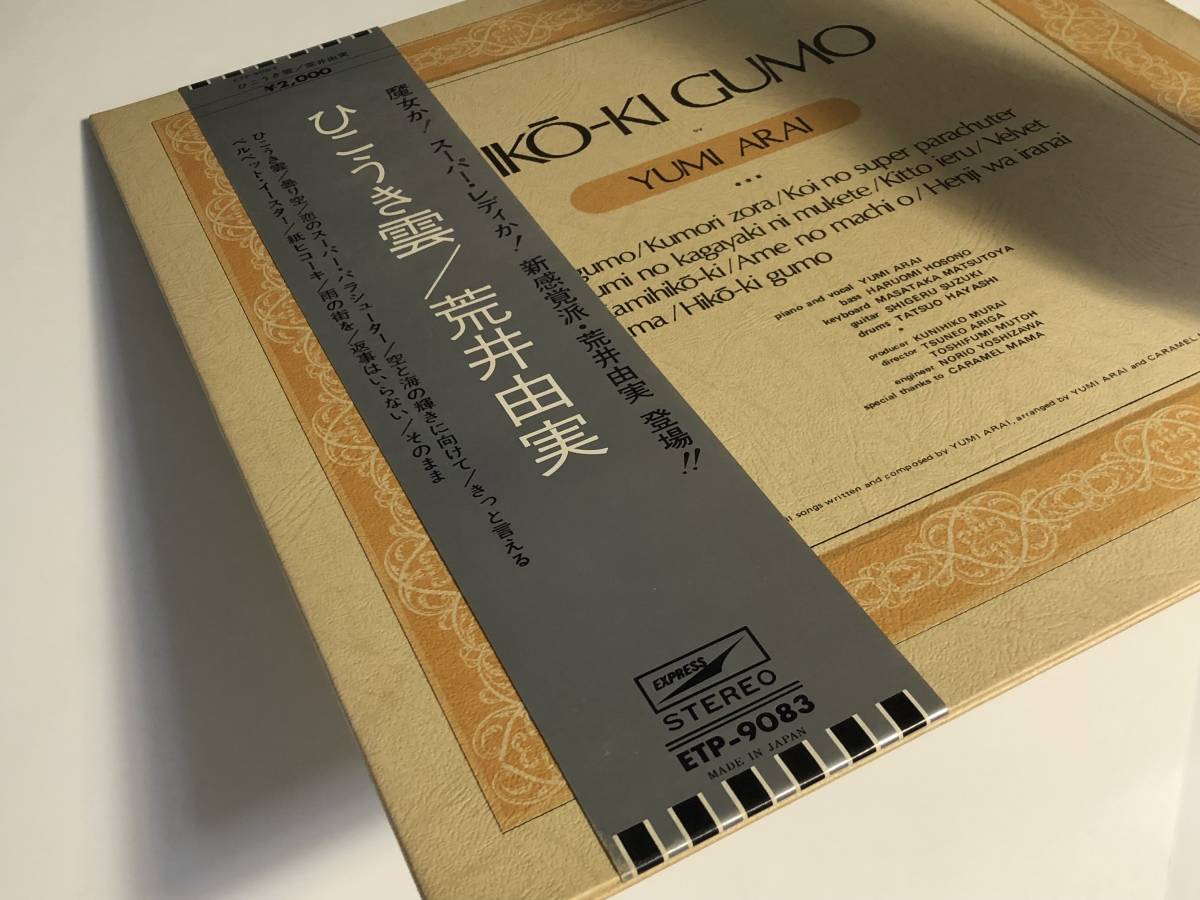 ひこうき雲／荒井由実
¥2,000
魔女か！スーパー・レディか！新感覚派・荒井由実 登場!!
ひこうき雲／荒井由実
ひこうき雲／曇り空／恋のスーパー・パラシューター／空と海の輝きに向けて／きっと言える
ベルベット・イースター／紙ヒコーキ／雨の街を／返事はいらない／そのまま
EXPRESS
STEREO
ETP-9083
MADE IN JAPAN
IKŌ-KI GUMO
BY
YUMI ARAI
gumo/Kumori zora/Koi no super parachuter
umi no kagayaki ni mukete/Kitto ieru/Velvet
amihikō-ki/Ame no machi o/Henji wa iranai
ma/Hikō-ki gumo
piano and vocal YUMI ARAI
bass HARUOMI HOSONO
keyboard MASATAKA MATSUTOYA
guitar SHIGERU SUZUKI
drums TATSUO HAYASHI
producer KUNIHIKO MURAI
director TSUNEO ARIGA
TOSHIFUMI MUTOH
engineer NORIO YOSHIZAWA
special thanks to CARAMEL MAMA
ll songs written and composed by YUMI ARAI, arranged by YUMI ARAI and CARAMEL